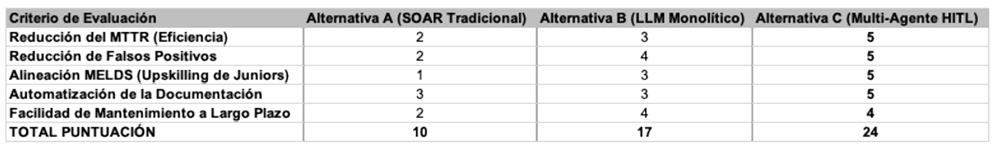 Criterio de Evaluación Alternativa A (SOAR Tradicional) Alternativa B (LLM Monolítico) Alternativa C (Multi-Agente HITL)
Reducción del MTTR (Eficiencia) 2 3 5
Reducción de Falsos Positivos 2 4 5
Alineación MELDS (Upskilling de Juniors) 1 3 5
Automatización de la Documentación 3 3 5
Facilidad de Mantenimiento a Largo Plazo 2 4 4
TOTAL PUNTUACIÓN 10 17 24